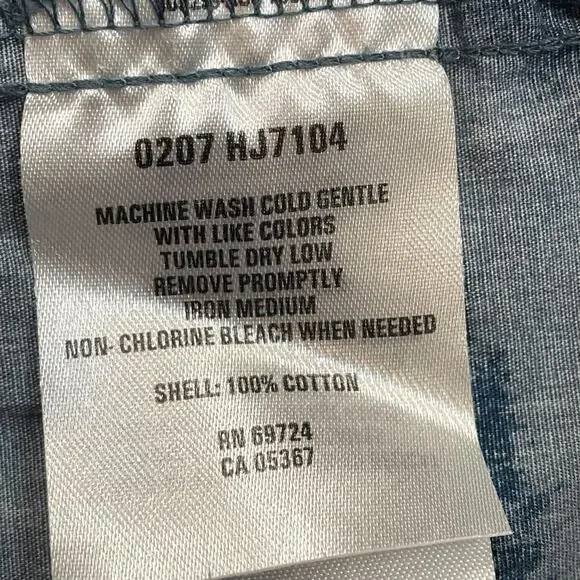 0207 HJ7104
MACHINE WASH COLD GENTLE
WITH LIKE COLORS
TUMBLE DRY LOW
REMOVE PROMPTLY
IRON MEDIUM
NON- CHLORINE BLEACH WHEN NEEDED
SHELL: 100% COTTON
RN 69724
CA 05367